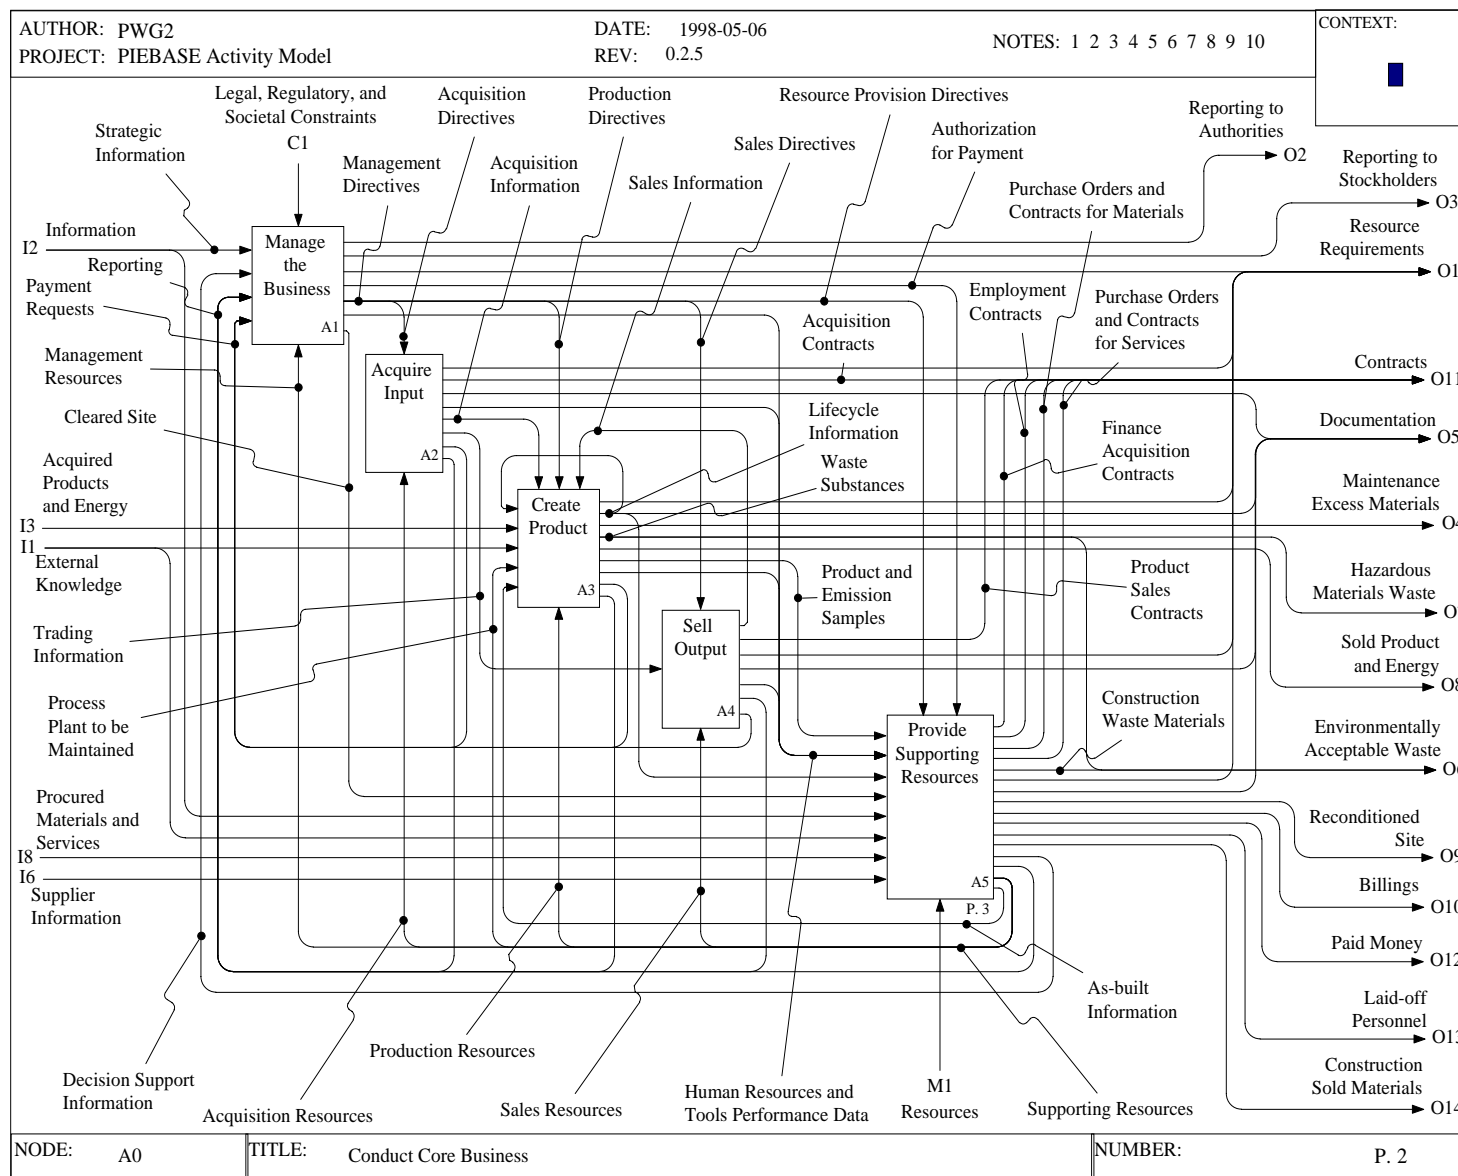 AUTHOR: PWG2
PROJECT: PIEBASE Activity Model
DATE: 1998-05-06
REV: 0.2.5
NOTES: 1 2 3 4 5 6 7 8 9 10
CONTEXT:
Legal, Regulatory, and
Societal Constraints
C1
Strategic
Information
Management
Directives
Acquisition
Directives
Acquisition
Information
Production
Directives
Sales Information
Sales Directives
Resource Provision Directives
Authorization
for Payment
Purchase Orders and
Contracts for Materials
Reporting to
Authorities
O2
Reporting to
Stockholders
O3
Resource
Requirements
O1
Information
I2
Reporting
Payment
Requests
Management
Resources
Cleared Site
Acquired
Products
and Energy
I3
I1
External
Knowledge
Trading
Information
Process
Plant to be
Maintained
Procured
Materials and
Services
I8
I6
Supplier
Information
Manage
the
Business
A1
Acquire
Input
A2
Create
Product
A3
Sell
Output
A4
Provide
Supporting
Resources
A5
P. 3
Employment
Contracts
Purchase Orders
and Contracts
for Services
Acquisition
Contracts
Lifecycle
Information
Waste
Substances
Finance
Acquisition
Contracts
Product and
Emission
Samples
Product
Sales
Contracts
Construction
Waste Materials
Contracts
O11
Documentation
O5
Maintenance
Excess Materials
O4
Hazardous
Materials Waste
Sold Product
and Energy
O8
Environmentally
Acceptable Waste
Reconditioned
Site
O9
Billings
O10
Paid Money
O12
Laid-off
Personnel
O13
Construction
Sold Materials
O14
As-built
Information
Decision Support
Information
Acquisition Resources
Production Resources
Sales Resources
Human Resources and
Tools Performance Data
M1
Resources
Supporting Resources
NODE: A0
TITLE: Conduct Core Business
NUMBER: P. 2